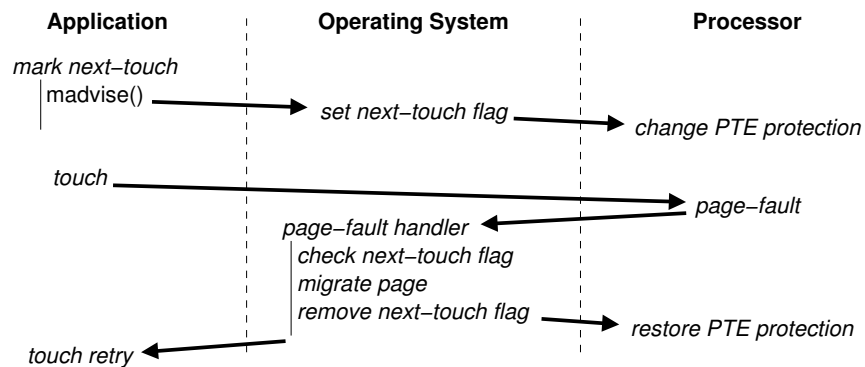 Application Operating System Processor
mark next−touch
madvise()
set next−touch flag
change PTE protection
touch
page−fault
page−fault handler
check next−touch flag
migrate page
remove next−touch flag
restore PTE protection
touch retry